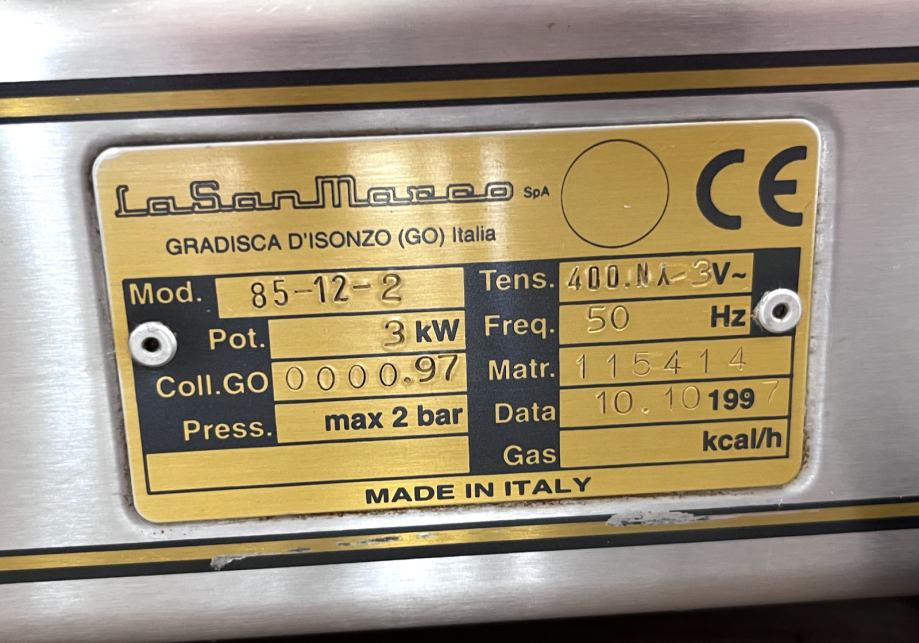 LaSanMarco SpA CE
GRADISCA D'ISONZO (GO) Italia
Mod. 85-12-2
Pot. 3 kW
Coll.GO 0000.97
Press. max 2 bar
Tens. 400. 3V~
Freq. 50 Hz
Matr. 115414
Data 10.10 1997
Gas kcal/h
MADE IN ITALY